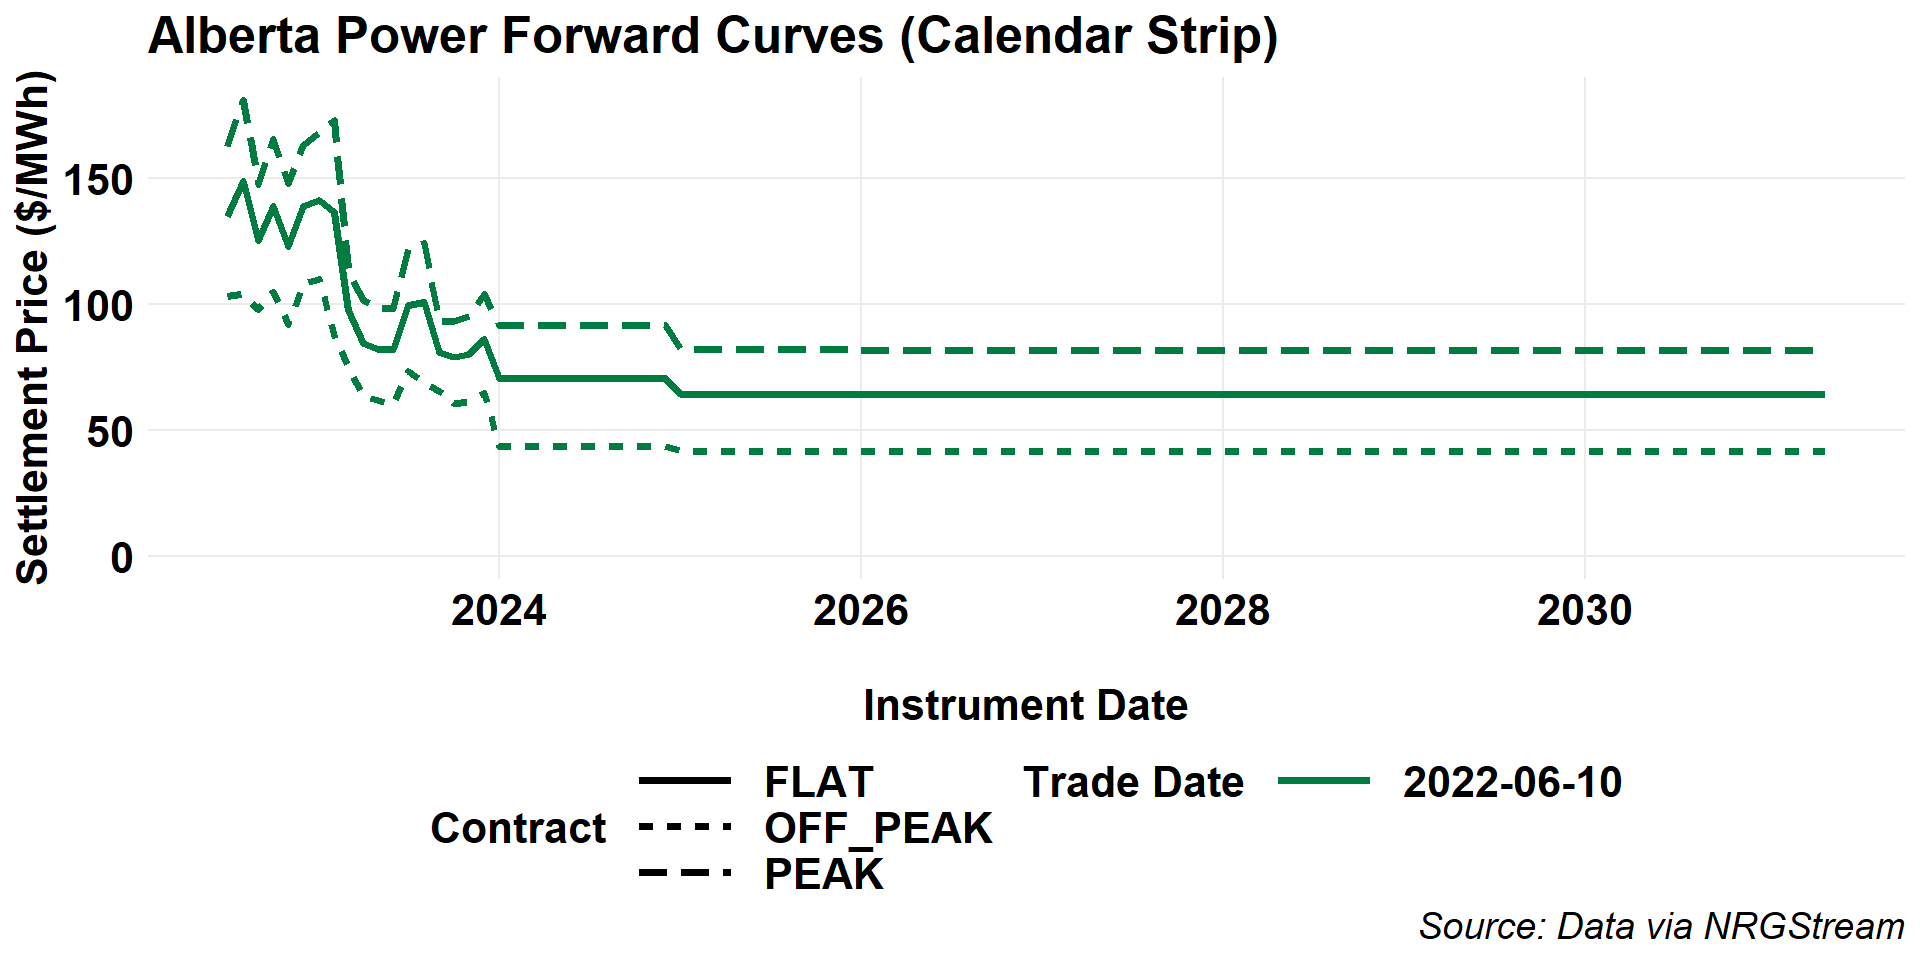 Alberta Power Forward Curves (Calendar Strip)
Settlement Price ($/MWh)
150
100
50
0
2024 2026 2028 2030
Instrument Date
Contract
FLAT
OFF_PEAK
PEAK
Trade Date 2022-06-10
Source: Data via NRGStream